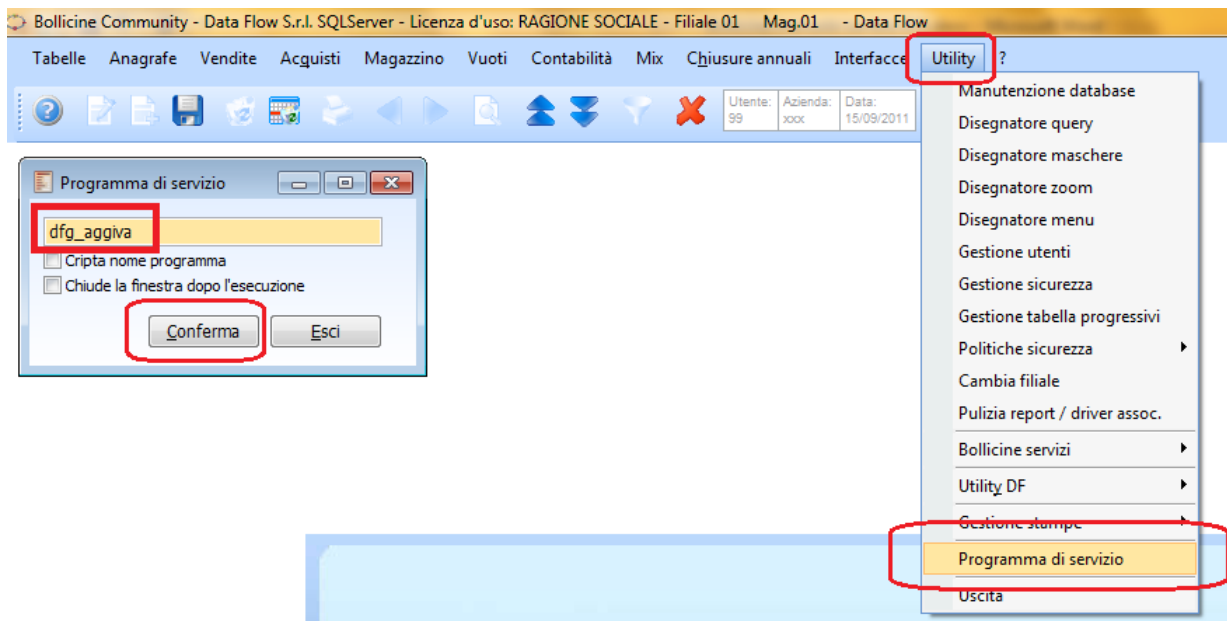 Bollicine Community - Data Flow S.r.l. SQLServer - Licenza d'uso: RAGIONE SOCIALE - Filiale 01 Mag.01 - Data Flow
Tabelle Anagrafe Vendite Acquisti Magazzino Vuoti Contabilità Mix Chiusure annuali Interfacce Utility ?
Utente: Azienda: Data:
99 xxx 15/09/2011
Manutenzione database
Disegnatore query
Disegnatore maschere
Disegnatore zoom
Disegnatore menu
Gestione utenti
Gestione sicurezza
Gestione tabella progressivi
Politiche sicurezza
Cambia filiale
Pulizia report / driver assoc.
Bollicine servizi
Utility DF
Gestione stampe
Programma di servizio
Uscita
Programma di servizio
dfg_aggiva
Cripta nome programma
Chiude la finestra dopo l'esecuzione
Conferma Esci